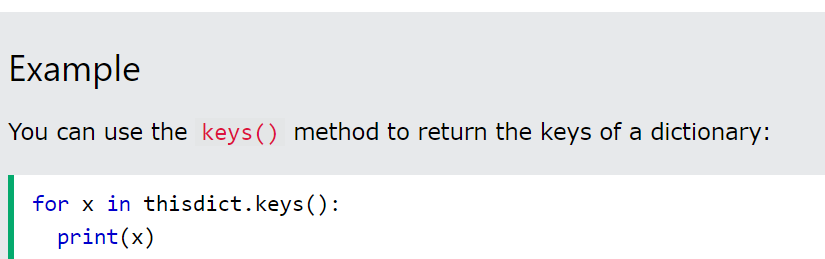 Example
You can use the keys() method to return the keys of a dictionary:
for x in thisdict.keys():
  print(x)